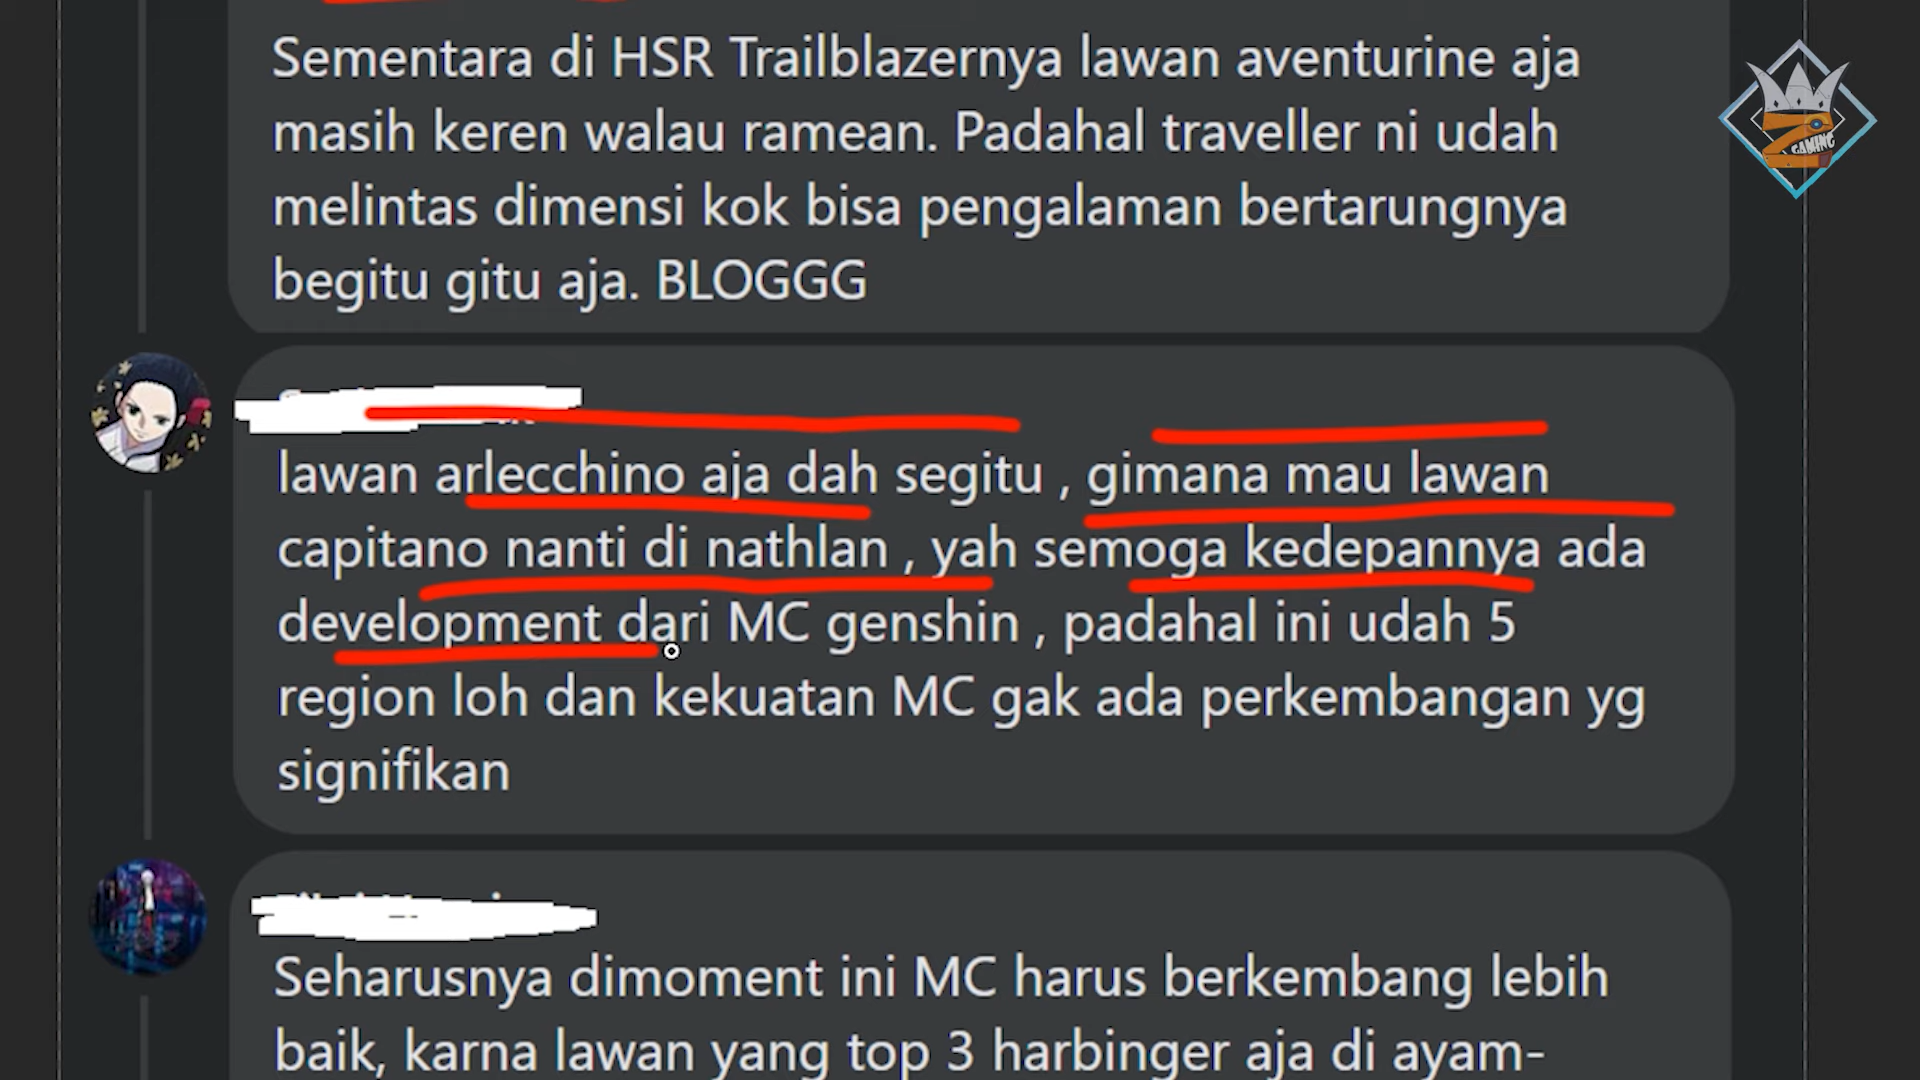 Sementara di HSR Trailblazernya lawan aventurine aja
masih keren walau ramean. Padahal traveller ni udah
melintas dimensi kok bisa pengalaman bertarungnya
begitu gitu aja. BLOGGG
lawan arlecchino aja dah segitu , gimana mau lawan
capitano nanti di nathlan , yah semoga kedepannya ada
development dari MC genshin , padahal ini udah 5
region loh dan kekuatan MC gak ada perkembangan yg
signifikan
Seharusnya dimoment ini MC harus berkembang lebih
baik, karna lawan yang top 3 harbinger aja di ayam-
Z GAMING